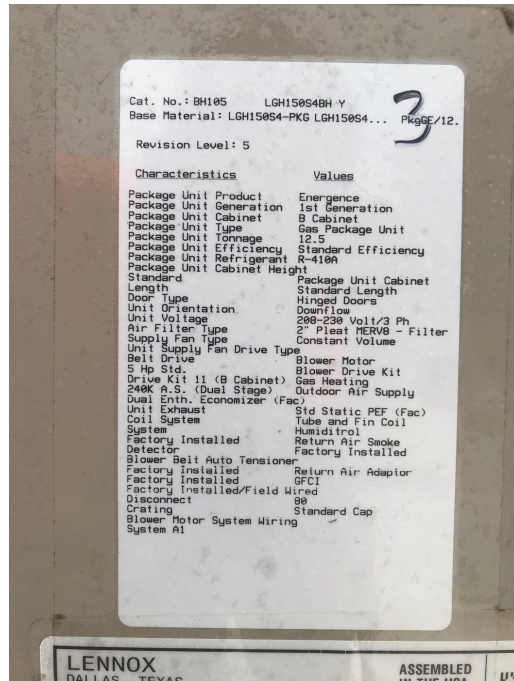 Cat. No.: BH105 LGH150S4BH Y
3
Base Material: LGH150S4-PKG LGH150S4... PkgGE/12.
Revision Level: 5
Characteristics Values
Package Unit Product Energence
Package Unit Generation 1st Generation
Package Unit Cabinet B Cabinet
Package Unit Type Gas Package Unit
Package Unit Tonnage 12.5
Package Unit Efficiency Standard Efficiency
Package Unit Refrigerant R-410A
Package Unit Cabinet Height
Standard Package Unit Cabinet
Length Standard Length
Door Type Hinged Doors
Unit Orientation Downflow
Unit Voltage 208-230 Volt/3 Ph
Air Filter Type 2" Pleat MERV8 - Filter
Supply Fan Type Constant Volume
Unit Supply Fan Drive Type
Belt Drive Blower Motor
5 Hp Std. Blower Drive Kit
Drive Kit 11 (B Cabinet) Gas Heating
240K A.S. (Dual Stage) Outdoor Air Supply
Dual Enth. Economizer (Fac)
Unit Exhaust Std Static PEF (Fac)
Coil System Tube and Fin Coil
System Humiditrol
Factory Installed Return Air Smoke
Detector Factory Installed
Blower Belt Auto Tensioner
Factory Installed Return Air Adaptor
Factory Installed GFCI
Factory Installed/Field Wired
Disconnect 80
Crating Standard Cap
Blower Motor System Wiring
System A1
LENNOX
DALLAS, TEXAS
ASSEMBLED
IN THE USA